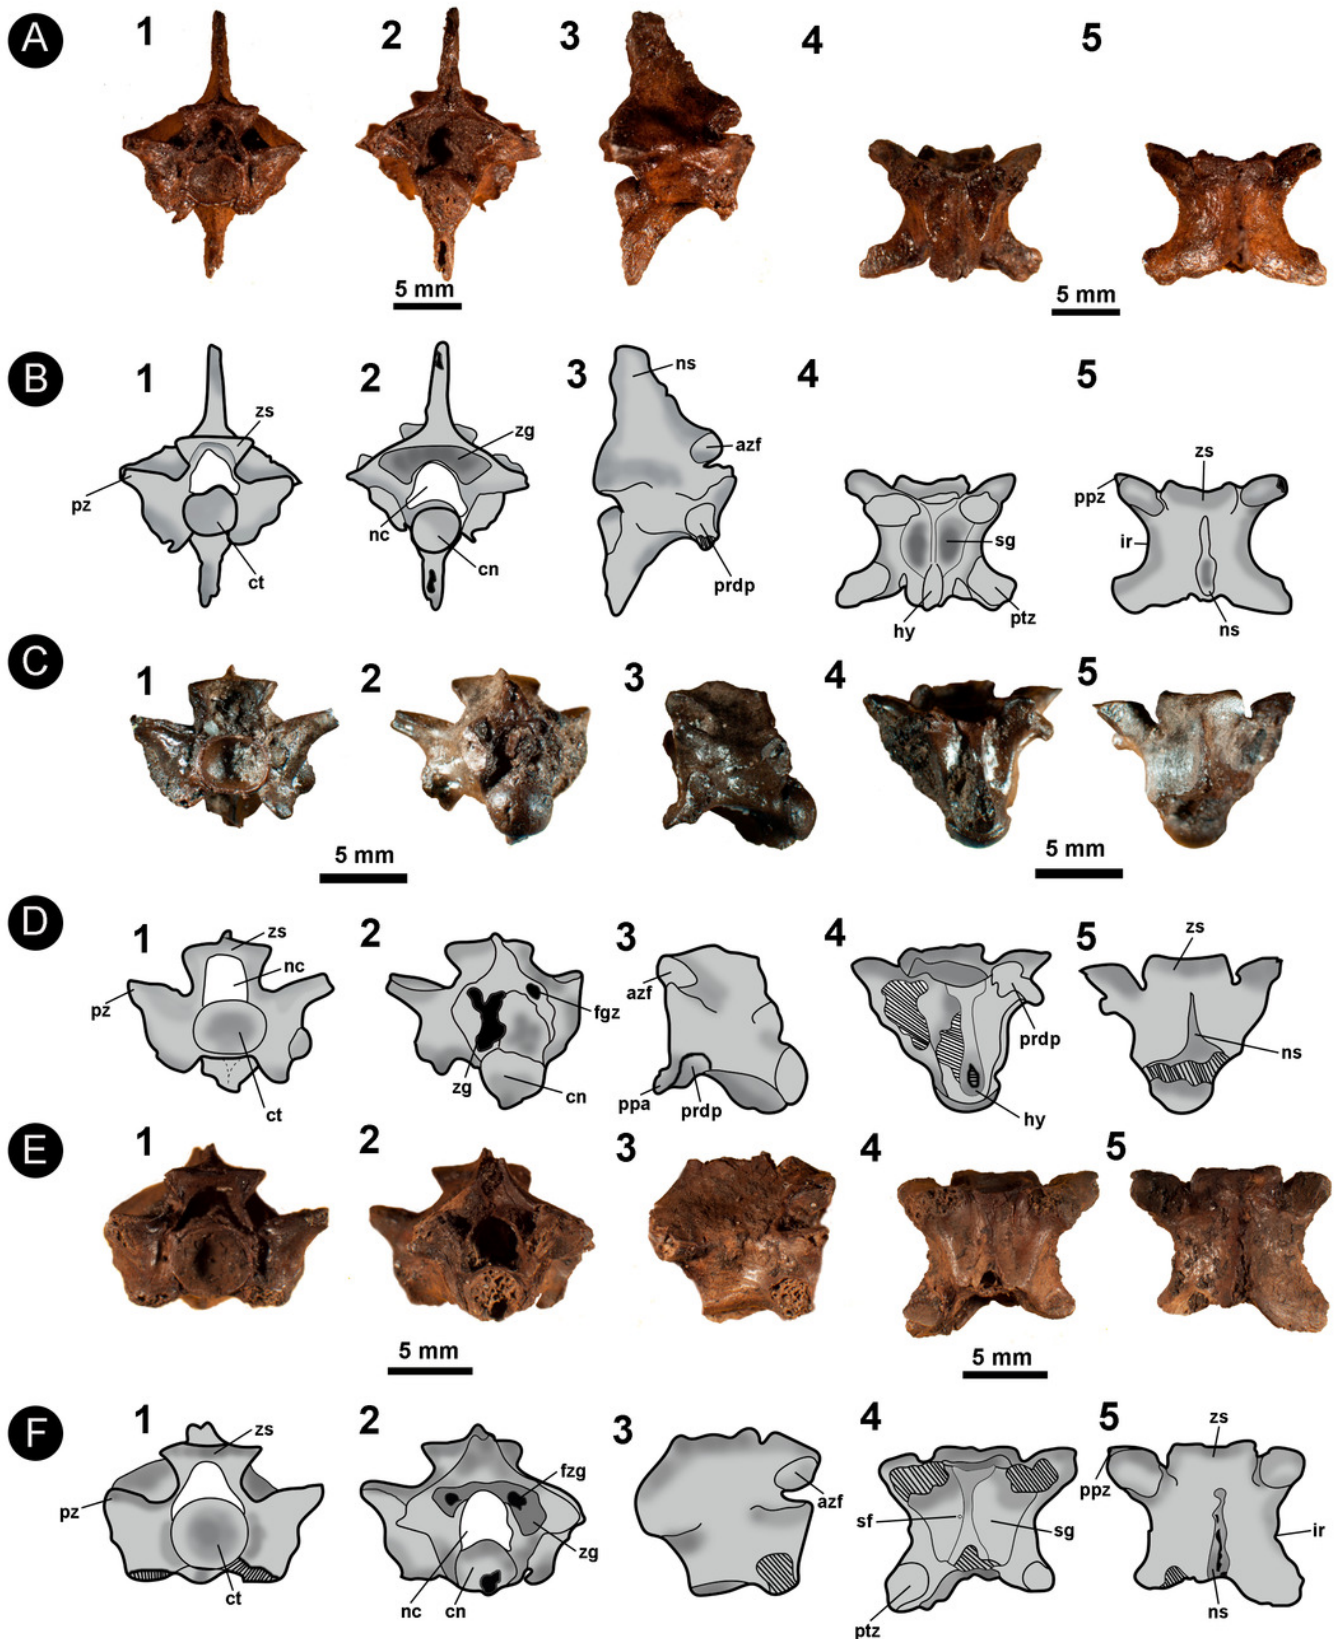 A 1 2 3 4 5
5 mm
5 mm
B 1 2 3 4 5
ns
zs
zg
azf
zs
pz
ppz
ir
nc
cn
sg
ct
prdp
hy
ptz
ns
C 1 2 3 4 5
5 mm
5 mm
D 1 2 3 4 5
zs
zs
nc
azf
pz
fgz
prdp
ns
zg
cn
ppa
prdp
hy
ct
E 1 2 3 4 5
5 mm
5 mm
F 1 2 3 4 5
zs
zs
fzg
ppz
pz
azf
sf
sg
ir
zg
ct
nc
cn
ptz
ns